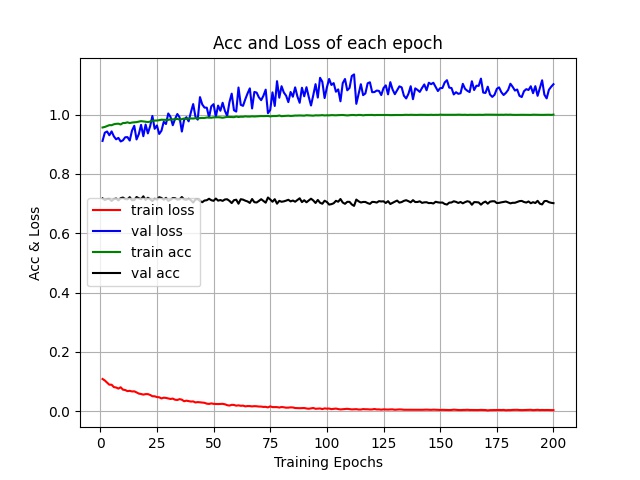 Acc and Loss of each epoch
Acc & Loss
1.0
0.8
0.6
0.4
0.2
0.0
train loss
val loss
train acc
val acc
0 25 50 75 100 125 150 175 200
Training Epochs